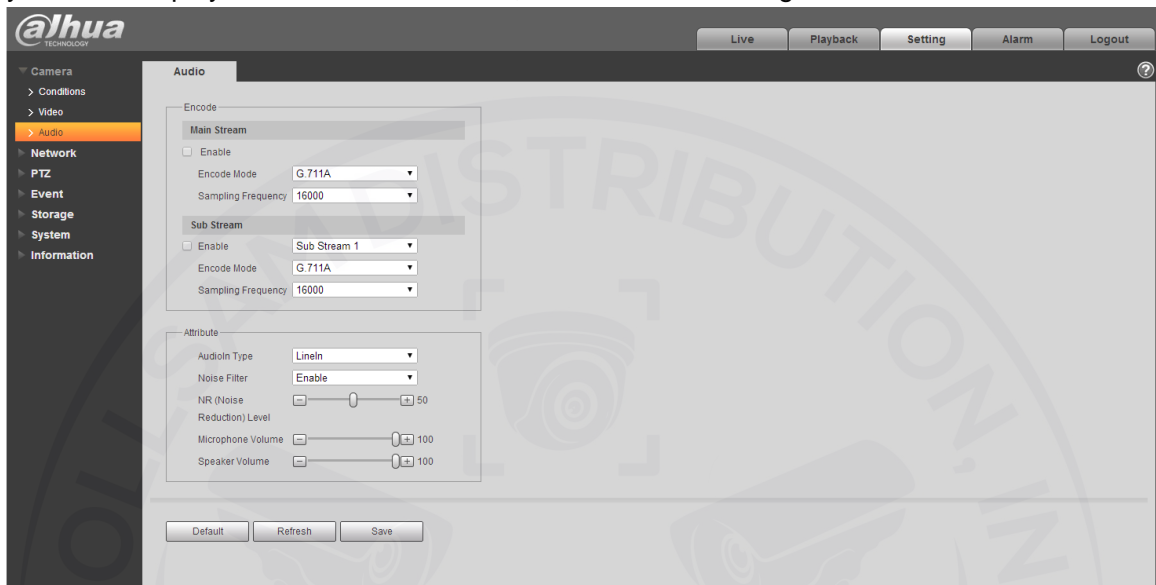 alhua
TECHNOLOGY
Live Playback Setting Alarm Logout
Camera
Conditions
Video
Audio
Network
PTZ
Event
Storage
System
Information
Audio
?
Encode
Main Stream
Enable
Encode Mode G.711A
Sampling Frequency 16000
Sub Stream
Enable Sub Stream 1
Encode Mode G.711A
Sampling Frequency 16000
Attribute
AudioIn Type LineIn
Noise Filter Enable
NR (Noise Reduction) Level 50
Microphone Volume 100
Speaker Volume 100
Default Refresh Save
DISTRIBUTION, IN